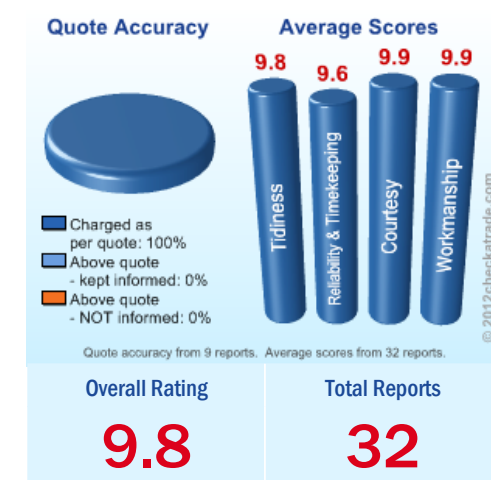 Quote Accuracy
Average Scores
9.8
9.6
9.9
9.9
Tidiness
Reliability & Timekeeping
Courtesy
Workmanship
Charged as
per quote: 100%
Above quote
- kept informed: 0%
Above quote
- NOT informed: 0%
© 2012checkatrade.com
Quote accuracy from 9 reports. Average scores from 32 reports.
Overall Rating
Total Reports
9.8
32